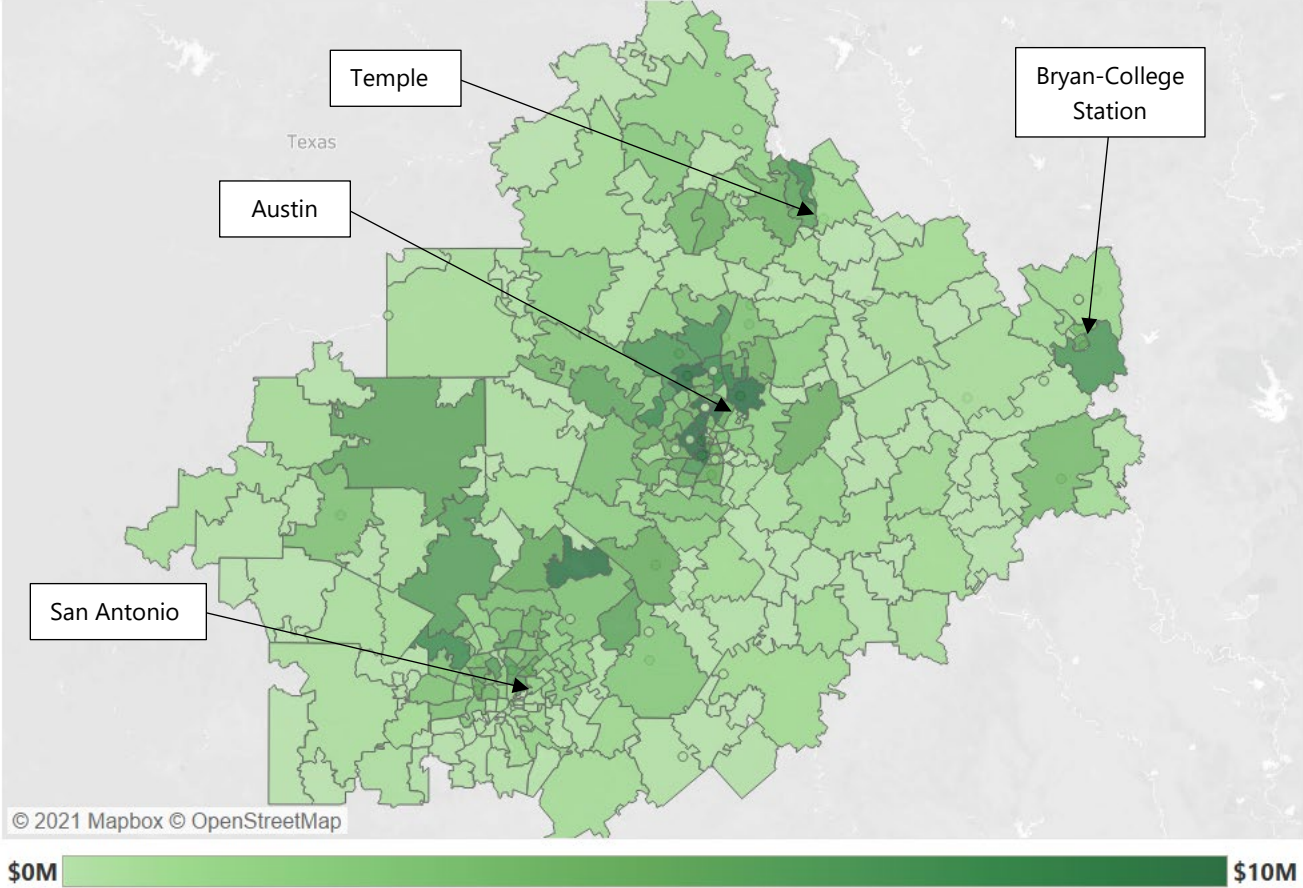 Temple
Bryan-College
Station
Texas
Austin
San Antonio
© 2021 Mapbox © OpenStreetMap
$0M
$10M